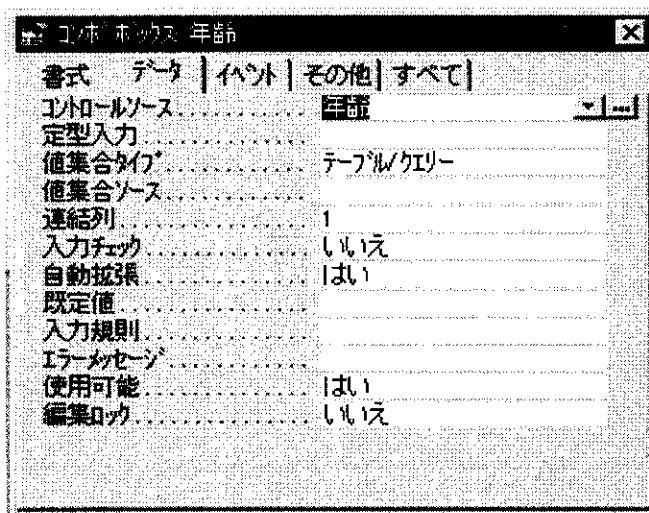 コンボ ボックス: 年齢
書式 データ イベント その他 すべて
コントロールソース 年齢
定型入力
値集合タイプ テーブル/クエリー
値集合ソース
連結列 1
入力チェック いいえ
自動拡張 はい
既定値
入力規則
エラーメッセージ
使用可能 はい
編集ロック いいえ